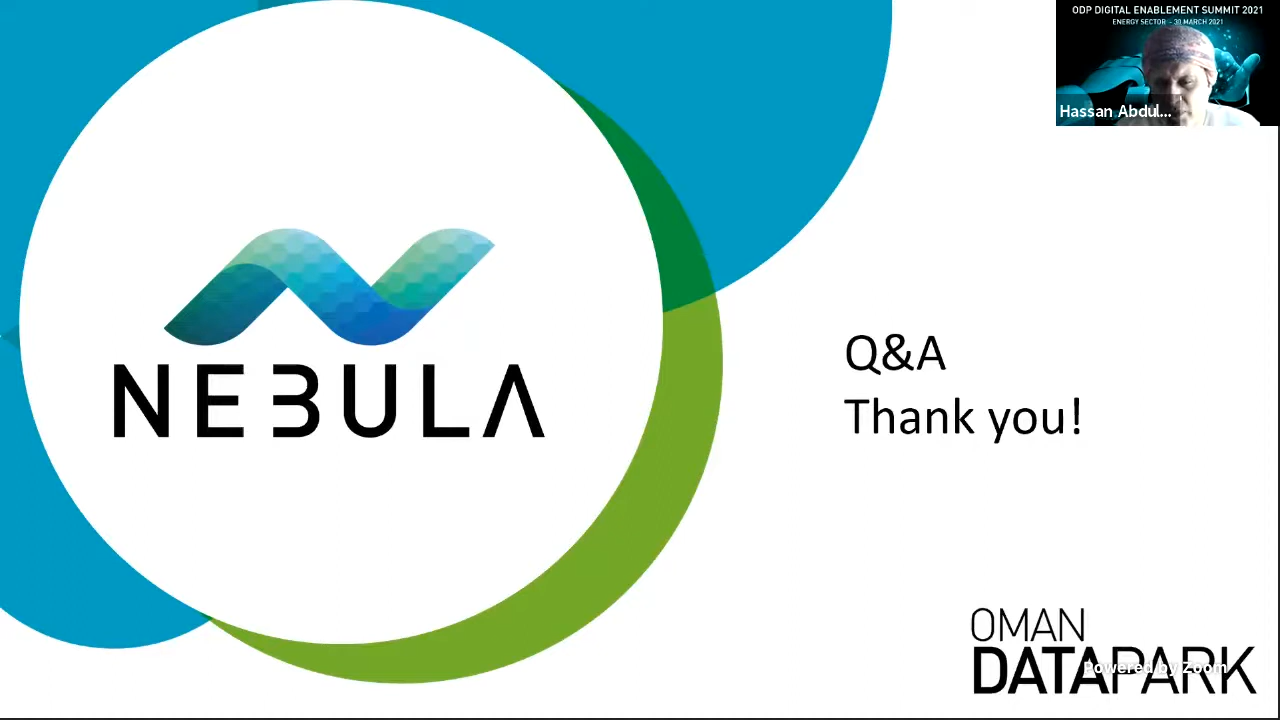 ODP DIGITAL ENABLEMENT SUMMIT 2021
ENERGY SECTOR - 30 MARCH 2021
Hassan Abdul...
NEBULA
Q&A
Thank you!
OMAN
DATAPARK
Powered by Zoom